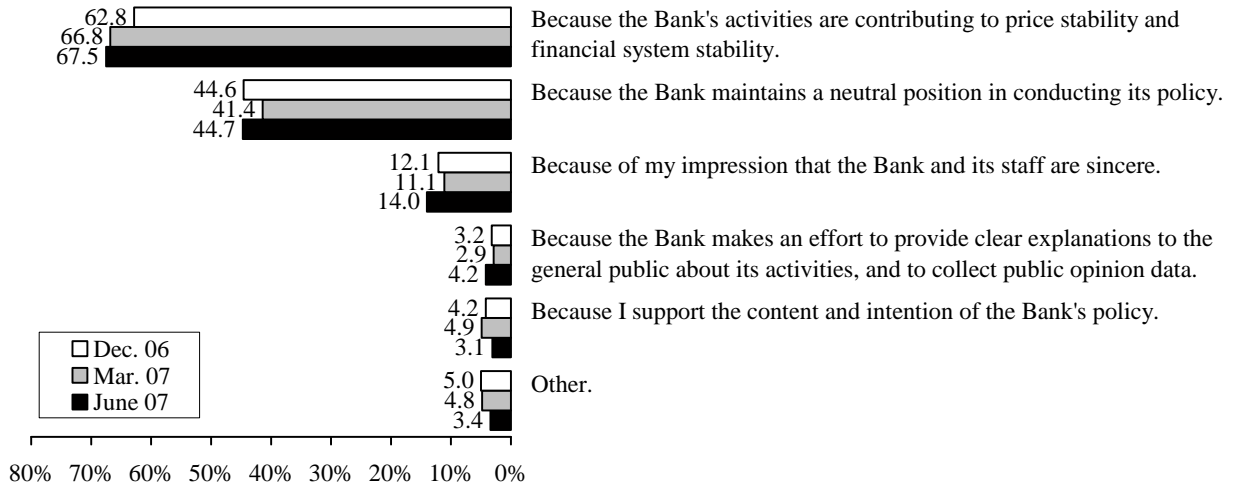 62.8
66.8
67.5
Because the Bank's activities are contributing to price stability and
financial system stability.
44.6
41.4
44.7
Because the Bank maintains a neutral position in conducting its policy.
12.1
11.1
14.0
Because of my impression that the Bank and its staff are sincere.
3.2
2.9
4.2
Because the Bank makes an effort to provide clear explanations to the
general public about its activities, and to collect public opinion data.
4.2
4.9
3.1
Because I support the content and intention of the Bank's policy.
5.0
4.8
3.4
Other.
Dec. 06
Mar. 07
June 07
80% 70% 60% 50% 40% 30% 20% 10% 0%